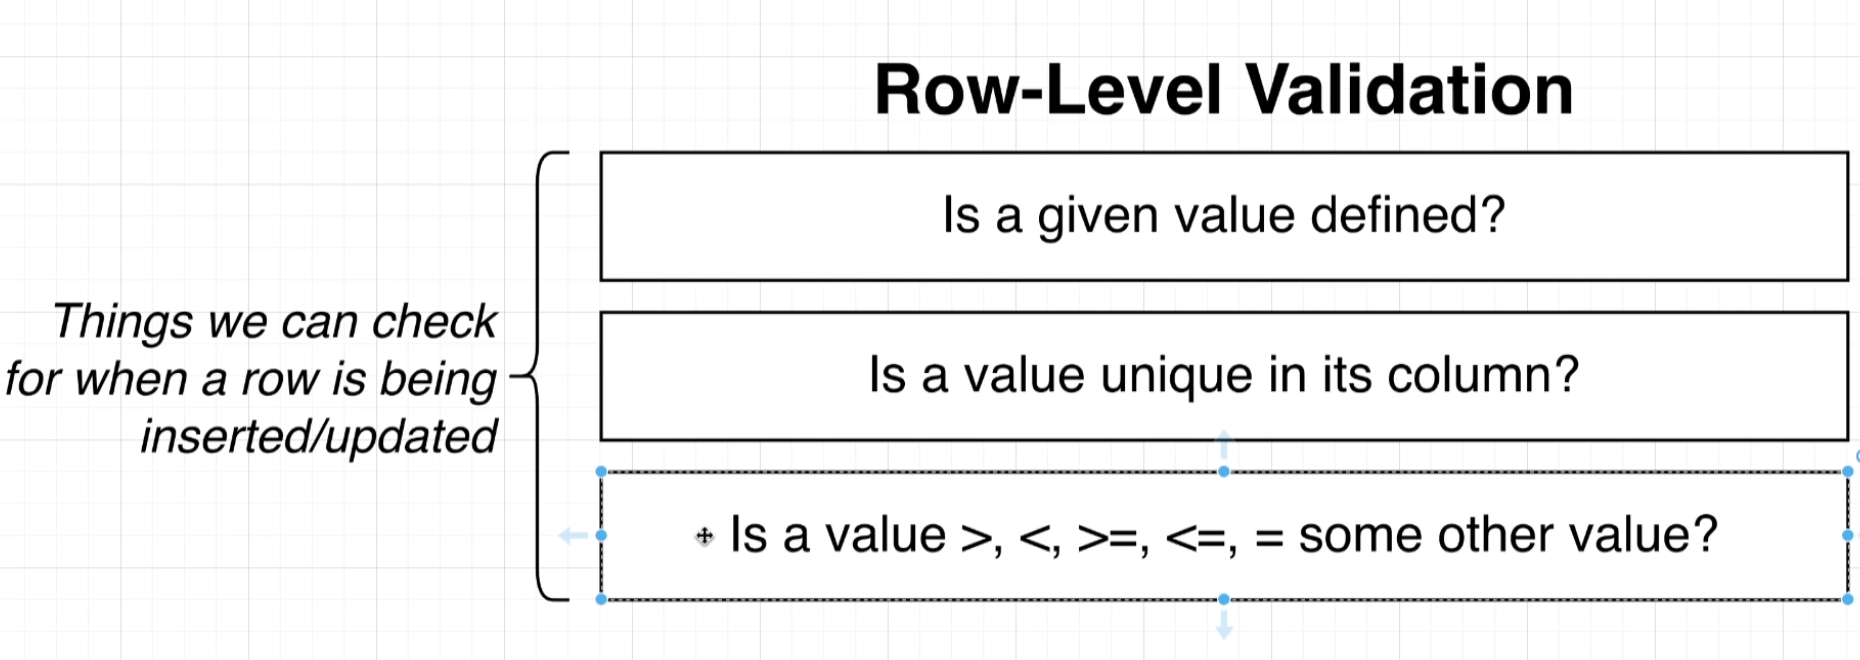 Row-Level Validation
Is a given value defined?
Things we can check
for when a row is being
inserted/updated
Is a value unique in its column?
Is a value >, <, >=, <=, = some other value?